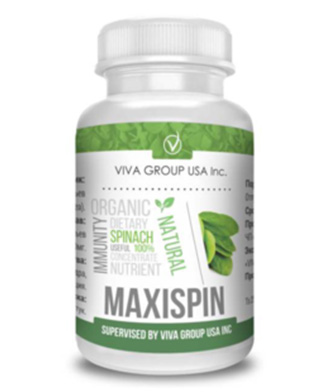 VIVA GROUP USA Inc.
IMMUNITY
ORGANIC
DIETARY
SPINACH
USEFUL 100%
CONCENTRATE
NUTRIENT
NATURAL
MAXISPIN
SUPERVISED BY VIVA GROUP USA INC